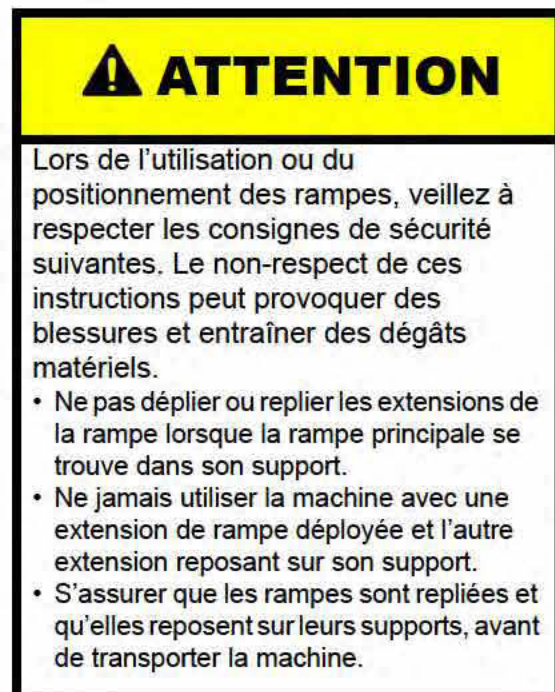 ATTENTION
Lors de l'utilisation ou du
positionnement des rampes, veillez à
respecter les consignes de sécurité
suivantes. Le non-respect de ces
instructions peut provoquer des
blessures et entraîner des dégâts
matériels.
• Ne pas déplier ou replier les extensions de
la rampe lorsque la rampe principale se
trouve dans son support.
• Ne jamais utiliser la machine avec une
extension de rampe déployée et l'autre
extension reposant sur son support.
• S'assurer que les rampes sont repliées et
qu'elles reposent sur leurs supports, avant
de transporter la machine.